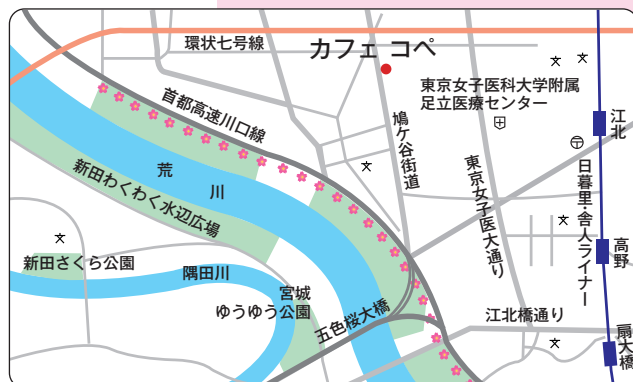 環状七号線
カフェ コペ
首都高速川口線
東京女子医科大学附属
足立医療センター
江北
荒川
鳩ケ谷街道
東京女子医大通り
日暮里・舎人ライナー
新田わくわく水辺広場
高野
新田さくら公園
隅田川
宮城
ゆうゆう公園
五色桜大橋
江北橋通り
扇大橋